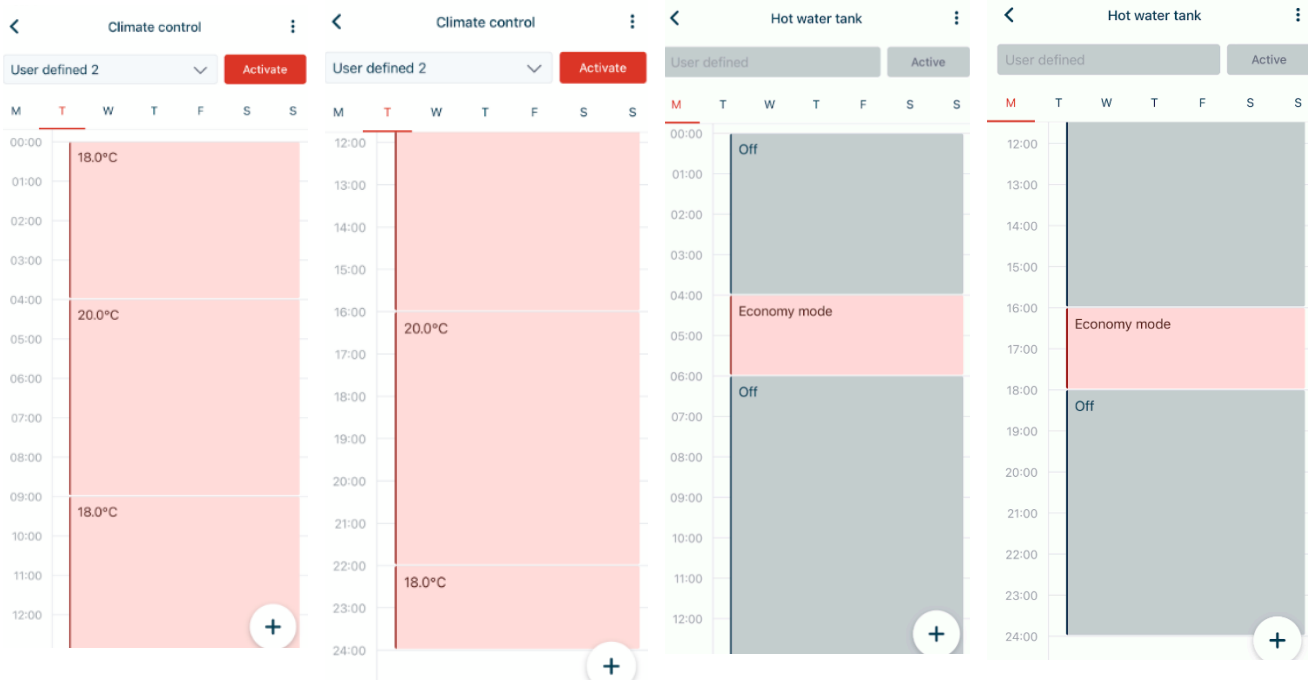 Climate control
User defined 2
Activate
M T W T F S S
00:00
18.0°C
01:00
02:00
03:00
04:00
20.0°C
05:00
06:00
07:00
08:00
09:00
18.0°C
10:00
11:00
12:00
+
Climate control
User defined 2
Activate
M T W T F S S
12:00
13:00
14:00
15:00
16:00
20.0°C
17:00
18:00
19:00
20:00
21:00
22:00
18.0°C
23:00
24:00
+
Hot water tank
User defined
Active
M T W T F S S
00:00
Off
01:00
02:00
03:00
04:00
Economy mode
05:00
06:00
Off
07:00
08:00
09:00
10:00
11:00
12:00
+
Hot water tank
User defined
Active
M T W T F S S
12:00
13:00
14:00
15:00
16:00
Economy mode
17:00
18:00
Off
19:00
20:00
21:00
22:00
23:00
24:00
+